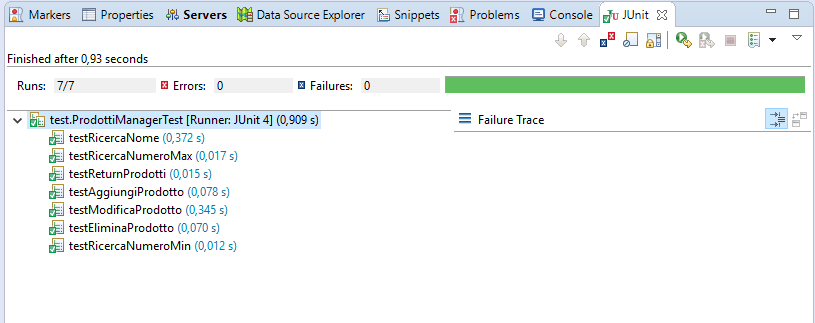 Markers Properties Servers Data Source Explorer Snippets Problems Console JUnit
Finished after 0,93 seconds
Runs: 7/7 Errors: 0 Failures: 0
test.ProdottiManagerTest [Runner: JUnit 4] (0,909 s)
Failure Trace
testRicercaNome (0,372 s)
testRicercaNumeroMax (0,017 s)
testReturnProdotti (0,015 s)
testAggiungiProdotto (0,078 s)
testModificaProdotto (0,345 s)
testEliminaProdotto (0,070 s)
testRicercaNumeroMin (0,012 s)